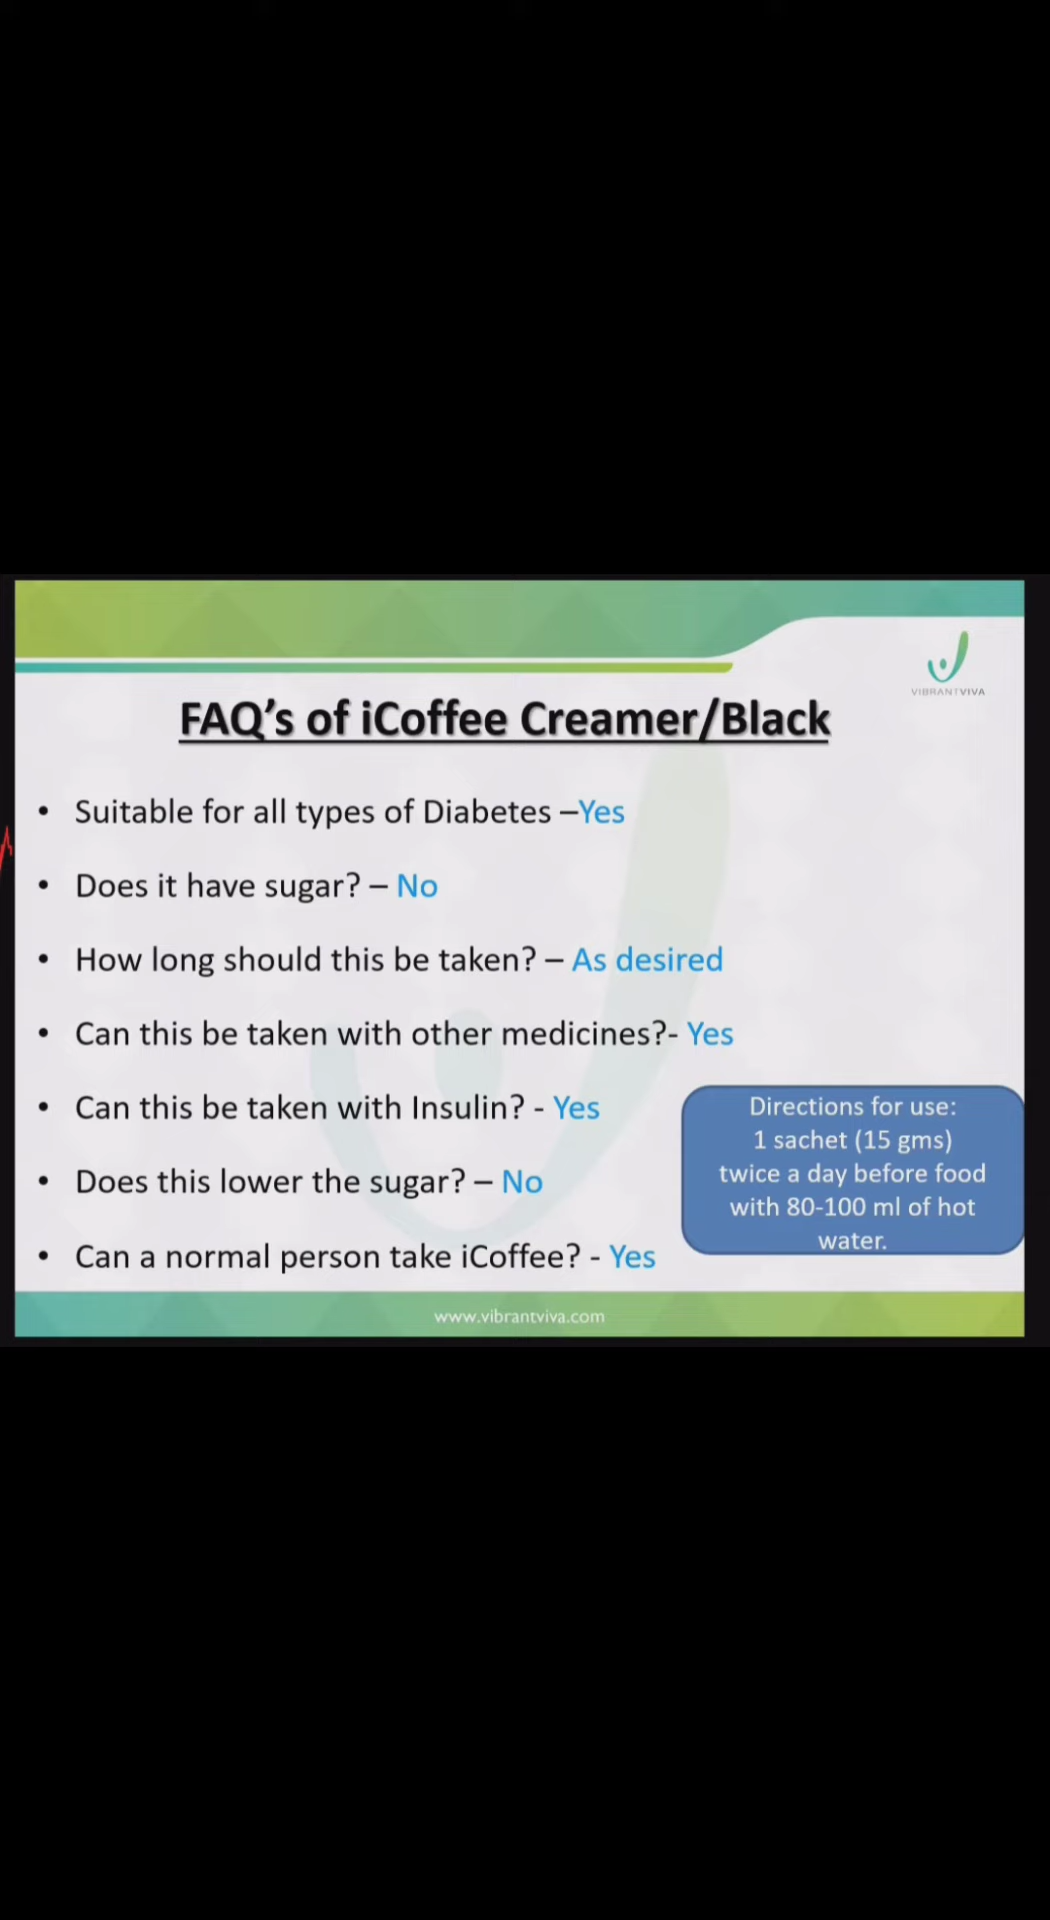 VIBRANTVIVA
FAQ's of iCoffee Creamer/Black
• Suitable for all types of Diabetes –Yes
• Does it have sugar? – No
• How long should this be taken? – As desired
• Can this be taken with other medicines?- Yes
• Can this be taken with Insulin? - Yes
• Does this lower the sugar? – No
• Can a normal person take iCoffee? - Yes
Directions for use:
1 sachet (15 gms)
twice a day before food
with 80-100 ml of hot
water.
www.vibrantviva.com